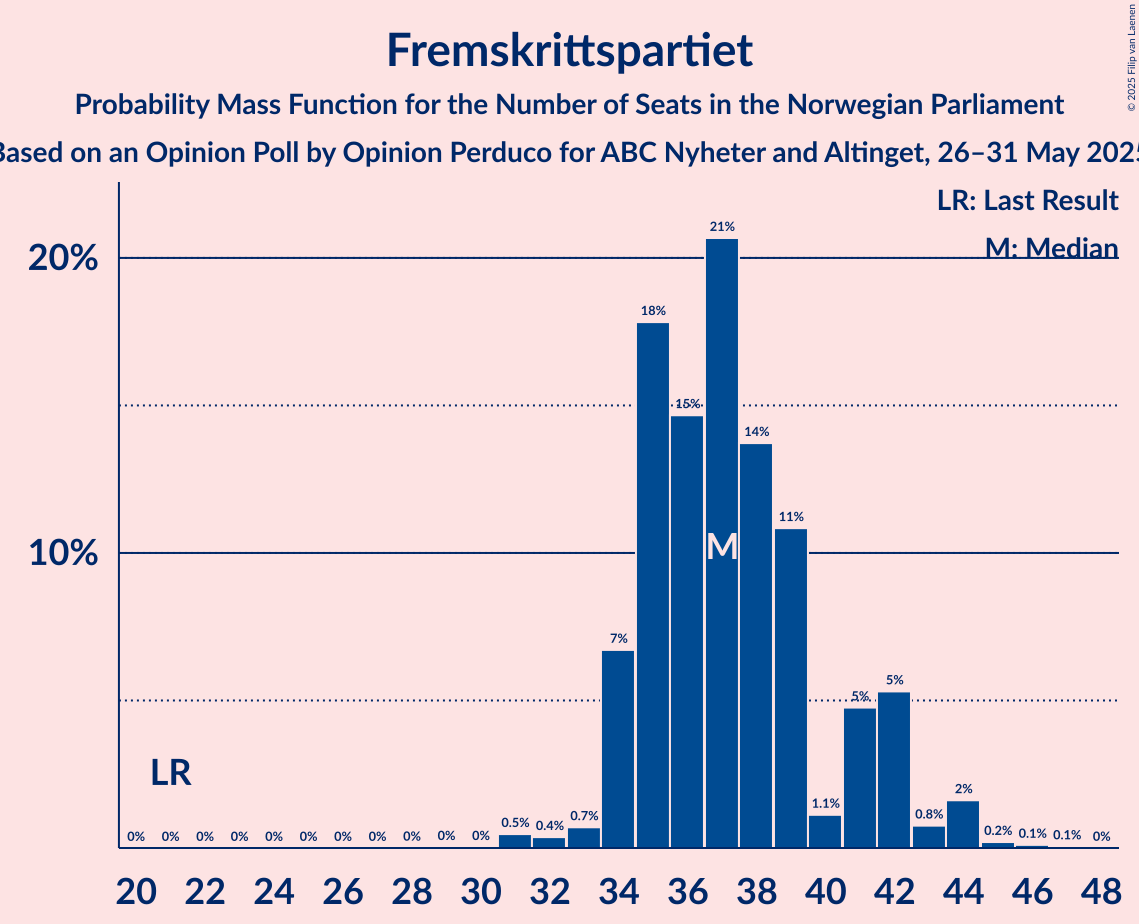 Fremskrittspartiet
Probability Mass Function for the Number of Seats in the Norwegian Parliament
Based on an Opinion Poll by Opinion Perduco for ABC Nyheter and Altinget, 26–31 May 2025
© 2025 Filip van Laenen
LR: Last Result
M: Median
20%
10%
21%
18%
15%
14%
11%
M
7%
5%
5%
LR
0% 0% 0% 0% 0% 0% 0% 0% 0% 0% 0% 0.5% 0.4% 0.7% 1.1% 0.8% 2% 0.2% 0.1% 0.1% 0%
20 22 24 26 28 30 32 34 36 38 40 42 44 46 48